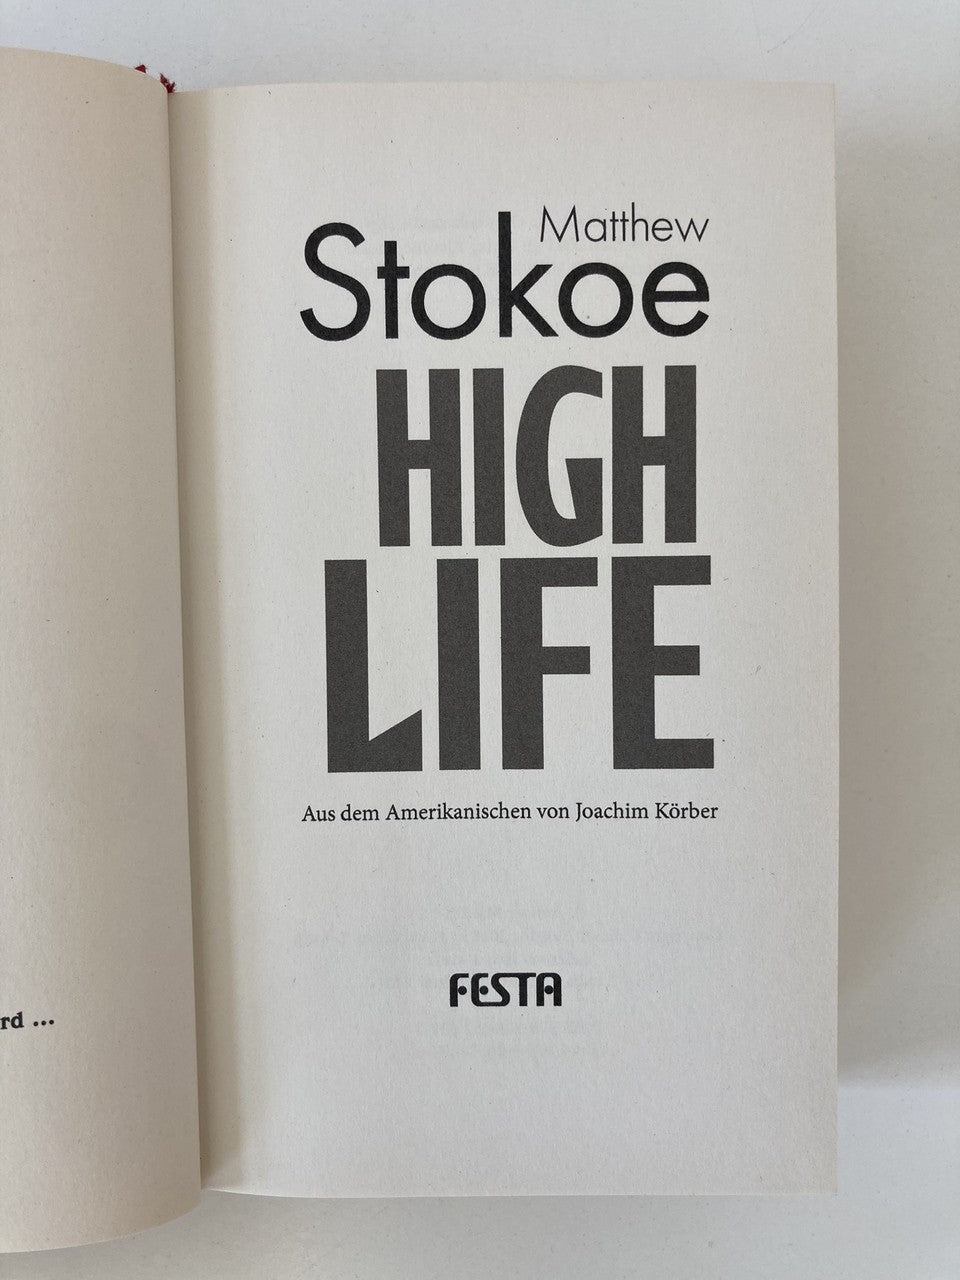 rd ...
Matthew
Stokoe
HIGH
LIFE
Aus dem Amerikanischen von Joachim Körber
FESTA